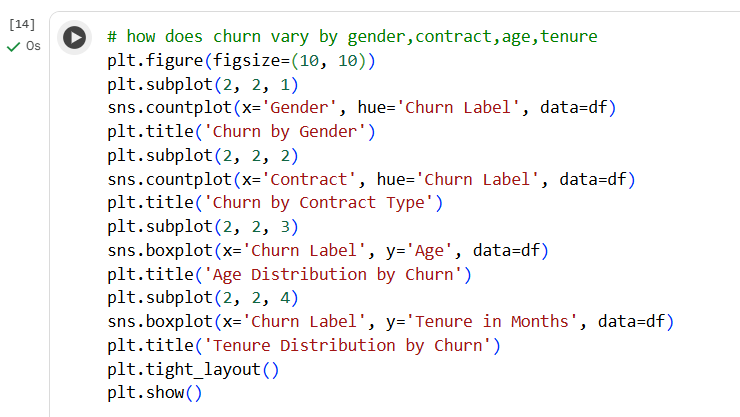 [14]
0s
# how does churn vary by gender,contract,age,tenure
plt.figure(figsize=(10, 10))
plt.subplot(2, 2, 1)
sns.countplot(x='Gender', hue='Churn Label', data=df)
plt.title('Churn by Gender')
plt.subplot(2, 2, 2)
sns.countplot(x='Contract', hue='Churn Label', data=df)
plt.title('Churn by Contract Type')
plt.subplot(2, 2, 3)
sns.boxplot(x='Churn Label', y='Age', data=df)
plt.title('Age Distribution by Churn')
plt.subplot(2, 2, 4)
sns.boxplot(x='Churn Label', y='Tenure in Months', data=df)
plt.title('Tenure Distribution by Churn')
plt.tight_layout()
plt.show()